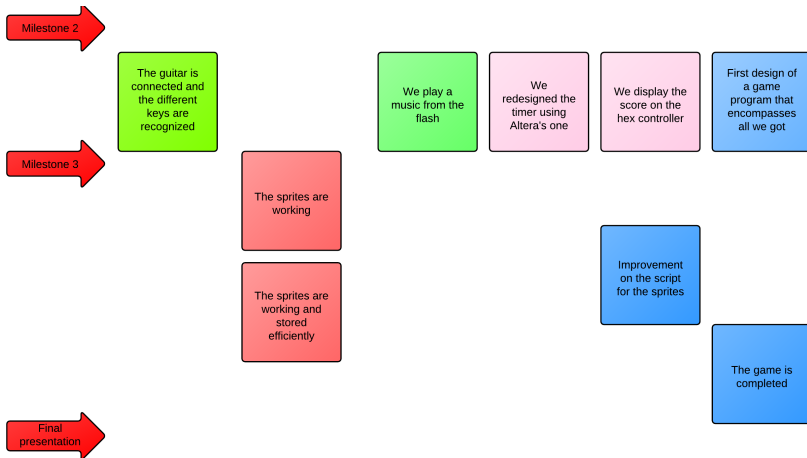 Milestone 2
The guitar is
connected and
the different
keys are
recognized
We play a
music from the
flash
We
redesigned the
timer using
Altera's one
We display the
score on the
hex controller
First design of
a game
program that
encompasses
all we got
Milestone 3
The sprites are
working
Improvement
on the script
for the sprites
The sprites are
working and
stored
efficiently
The game is
completed
Final
presentation